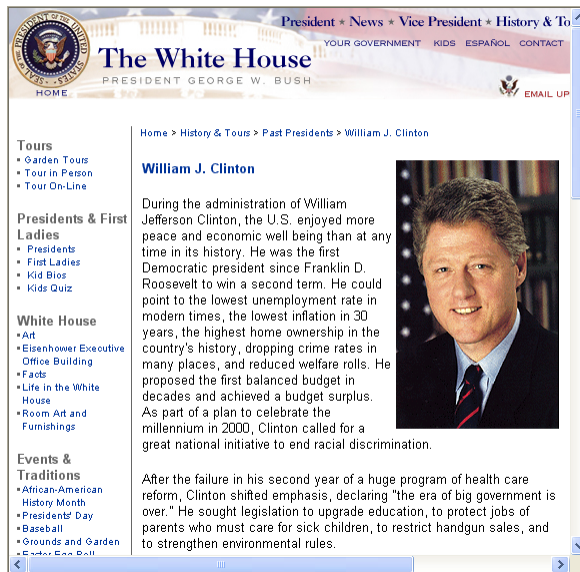 President ★ News ★ Vice President ★ History & To
YOUR GOVERNMENT KIDS ESPAÑOL CONTACT
The White House
PRESIDENT GEORGE W. BUSH
HOME
EMAIL UP
SEAL OF THE PRESIDENT OF THE UNITED STATES
Home > History & Tours > Past Presidents > William J. Clinton
Tours
Garden Tours
Tour in Person
Tour On-Line
Presidents & First
Ladies
Presidents
First Ladies
Kid Bios
Kids Quiz
White House
Art
Eisenhower Executive
Office Building
Facts
Life in the White
House
Room Art and
Furnishings
Events &
Traditions
African-American
History Month
Presidents' Day
Baseball
Grounds and Garden
Easter Egg Roll
William J. Clinton
During the administration of William
Jefferson Clinton, the U.S. enjoyed more
peace and economic well being than at any
time in its history. He was the first
Democratic president since Franklin D.
Roosevelt to win a second term. He could
point to the lowest unemployment rate in
modern times, the lowest inflation in 30
years, the highest home ownership in the
country's history, dropping crime rates in
many places, and reduced welfare rolls. He
proposed the first balanced budget in
decades and achieved a budget surplus.
As part of a plan to celebrate the
millennium in 2000, Clinton called for a
great national initiative to end racial discrimination.
After the failure in his second year of a huge program of health care
reform, Clinton shifted emphasis, declaring "the era of big government is
over." He sought legislation to upgrade education, to protect jobs of
parents who must care for sick children, to restrict handgun sales, and
to strengthen environmental rules.